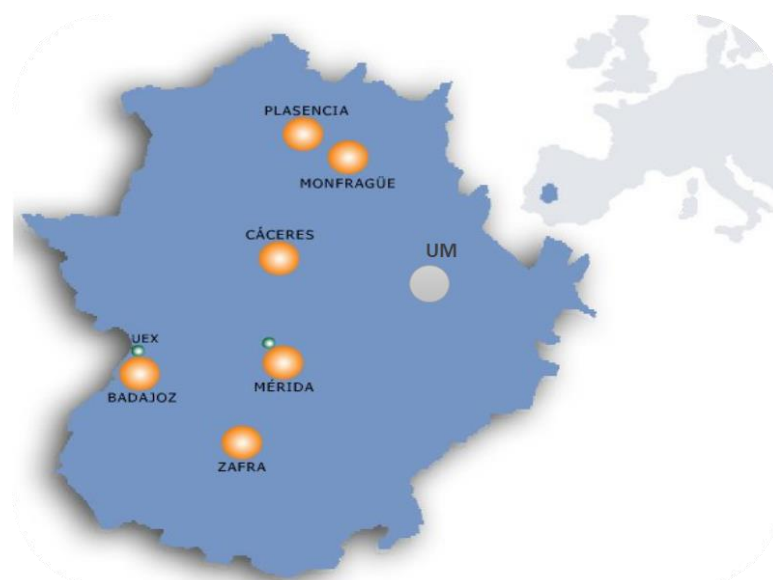 PLASENCIA
MONFRAGÜE
CÁCERES
UM
UEX
BADAJOZ
MÉRIDA
ZAFRA